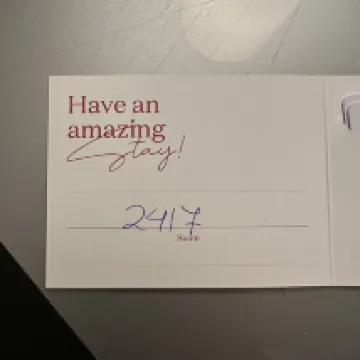 Have an
amazing
Stay!
2417
Room